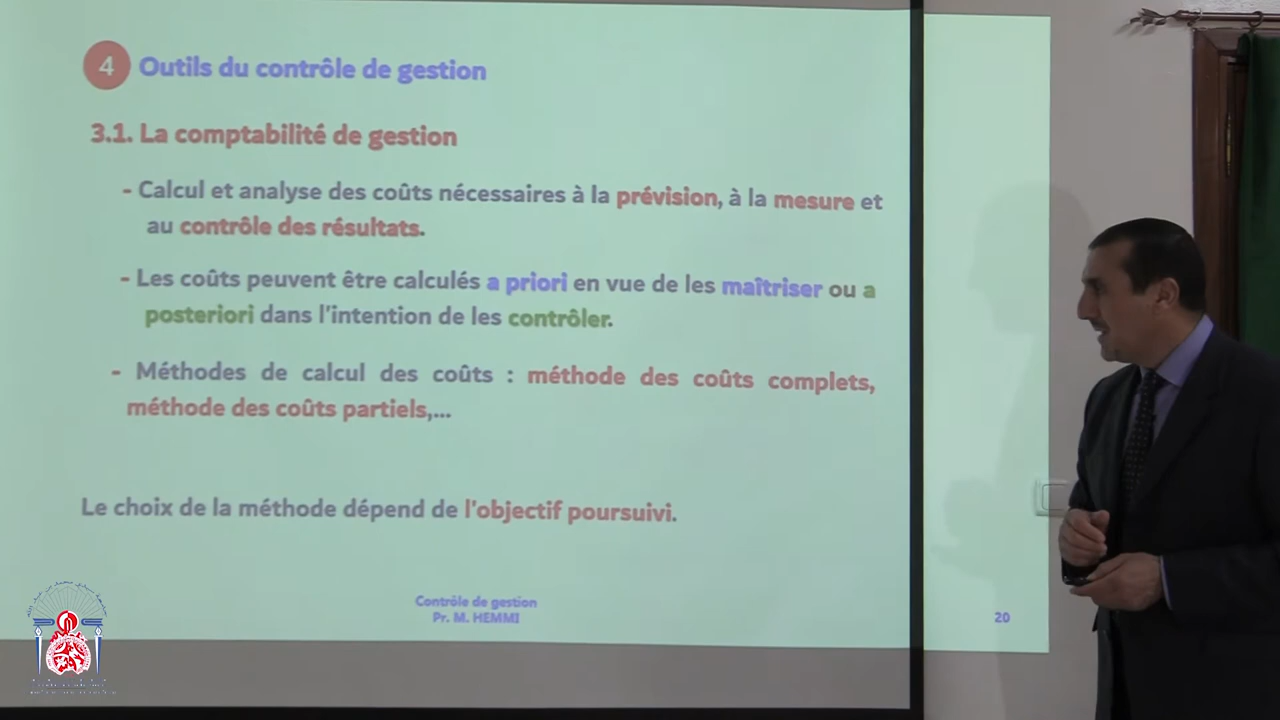 4 Outils du contrôle de gestion
3.1. La comptabilité de gestion
- Calcul et analyse des coûts nécessaires à la prévision, à la mesure et
au contrôle des résultats.
- Les coûts peuvent être calculés a priori en vue de les maîtriser ou a
posteriori dans l'intention de les contrôler.
- Méthodes de calcul des coûts : méthode des coûts complets,
méthode des coûts partiels,...
Le choix de la méthode dépend de l'objectif poursuivi.
Contrôle de gestion
Pr. M. HEMMI
20